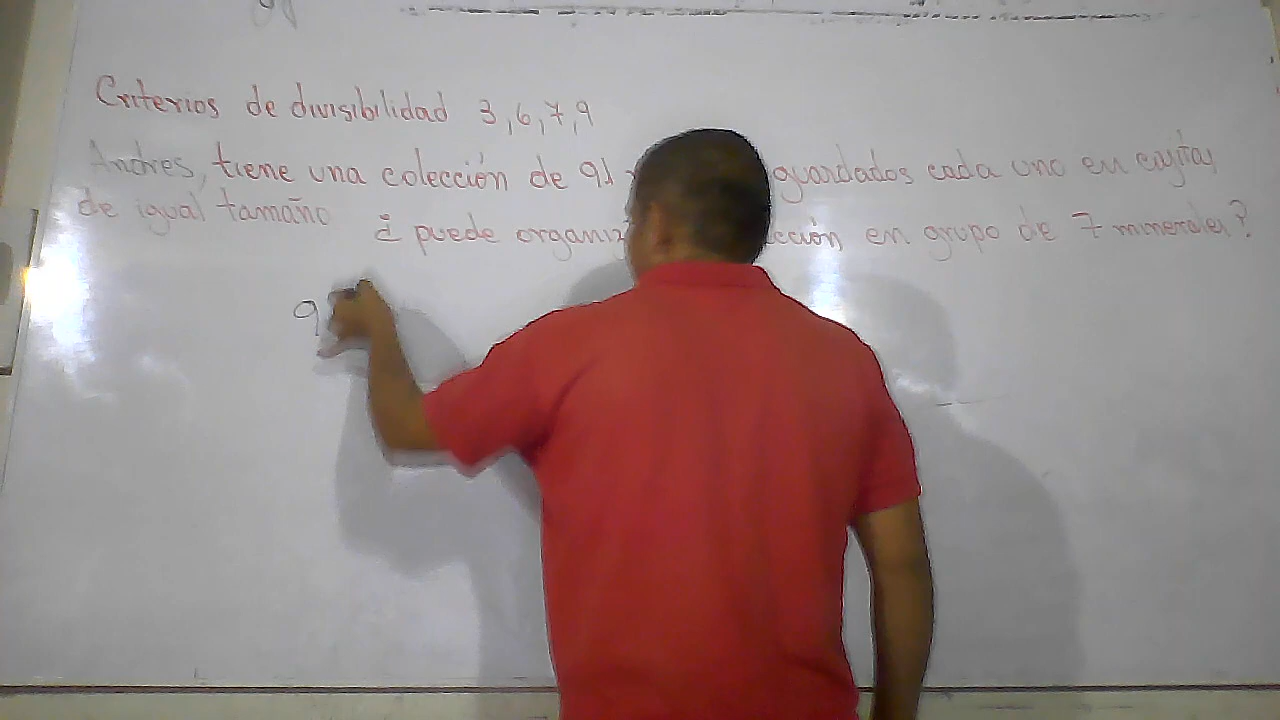 Criterios de divisibilidad 3,6,7,9
Andres, tiene una colección de 91 guardados cada uno en cajitas
de igual tamaño ¿ puede en grupo de 7 minerales?
9